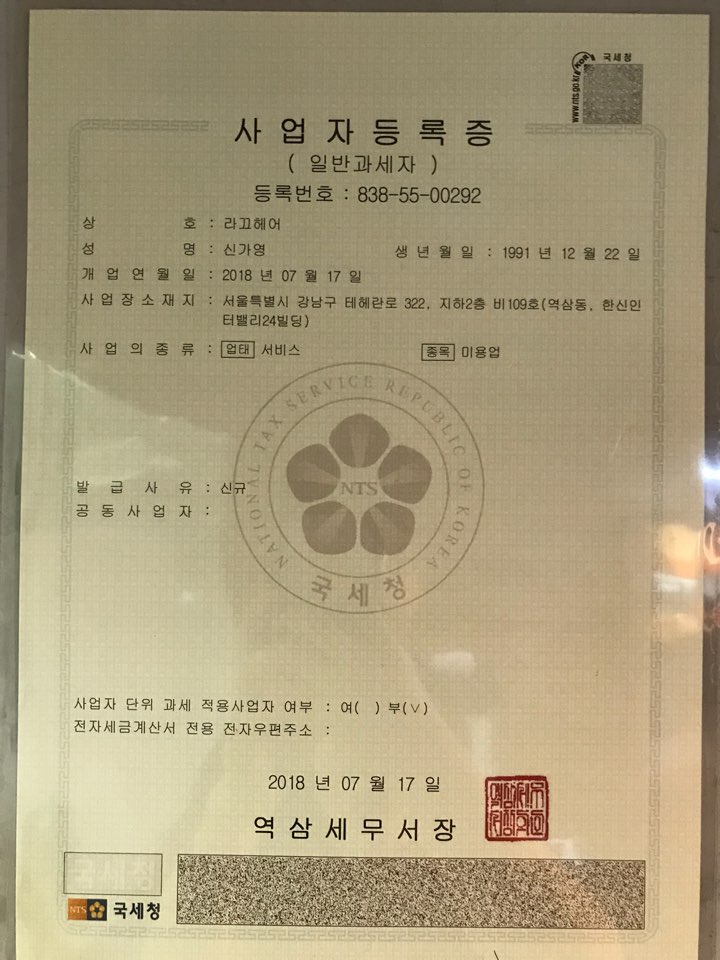 국세청
KOR
www.nts.go.kr
사업자등록증
( 일반과세자 )
등록번호 : 838-55-00292
상 호 : 라끄헤어
성 명 : 신가영 생 년 월 일 : 1991 년 12 월 22 일
개 업 연 월 일 : 2018 년 07 월 17 일
사 업 장 소 재 지 : 서울특별시 강남구 테헤란로 322, 지하2층 비109호(역삼동, 한신인
터밸리24빌딩)
사 업 의 종 류 : 업태 서비스 종목 미용업
NATIONAL TAX SERVICE REPUBLIC OF KOREA
NTS
국세청
발 급 사 유 : 신규
공 동 사 업 자 :
사업자 단위 과세 적용사업자 여부 : 여( ) 부(∨)
전자세금계산서 전용 전자우편주소 :
2018 년 07 월 17 일
역삼세무서장
국세청
NTS 국세청